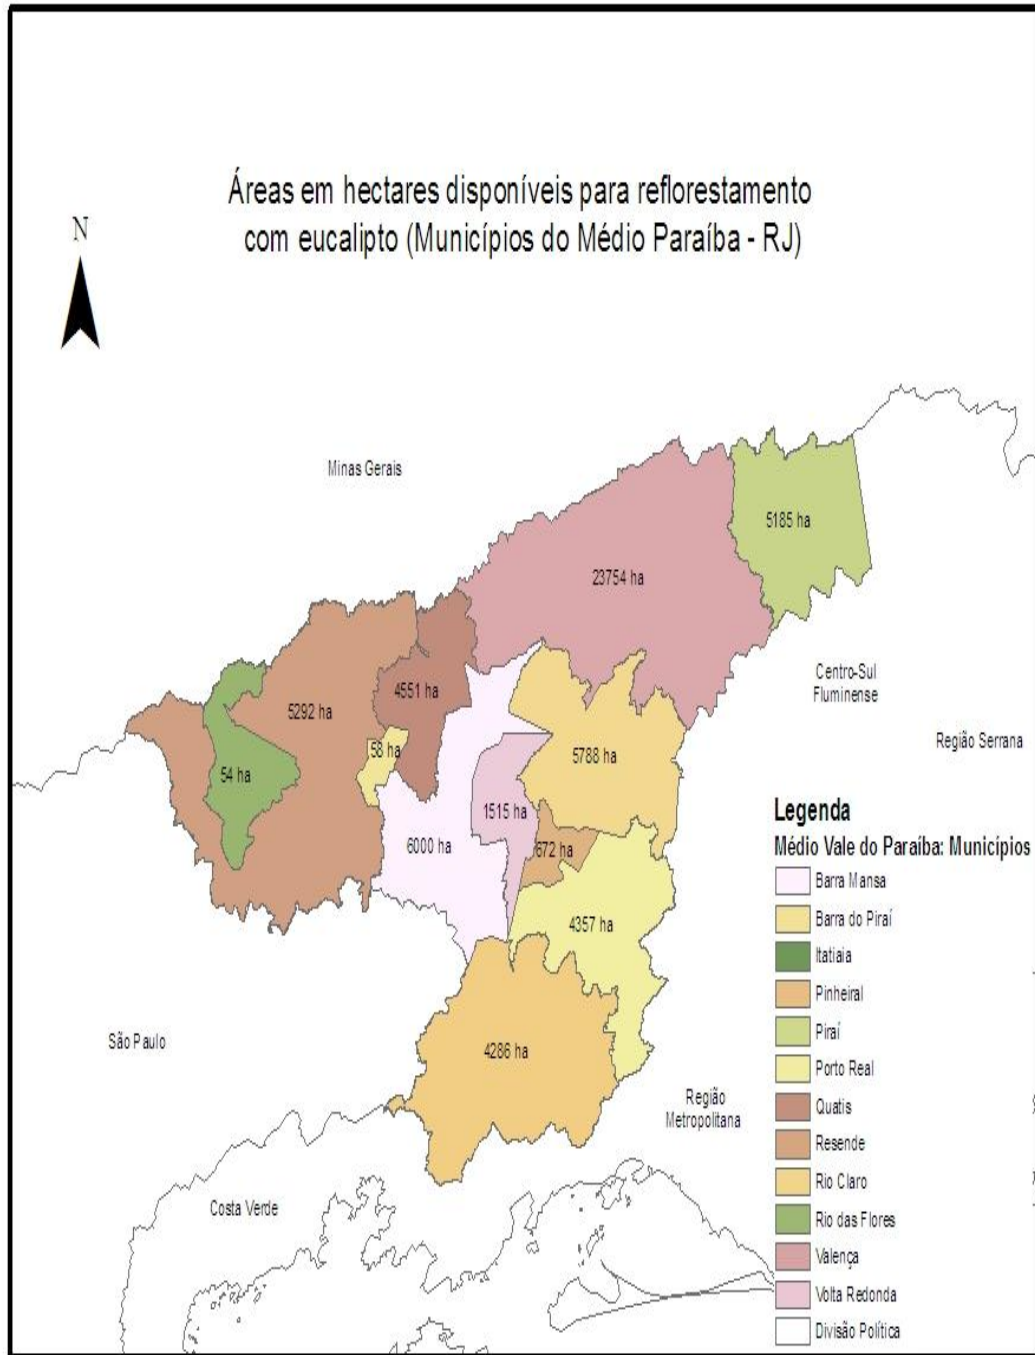 Áreas em hectares disponíveis para reflorestamento
com eucalipto (Municípios do Médio Paraíba - RJ)
N
Minas Gerais
5185 ha
23754 ha
Centro-Sul
Fluminense
Região Serrana
4551 ha
5292 ha
58 ha
54 ha
5788 ha
1515 ha
6000 ha
672 ha
4357 ha
4286 ha
São Paulo
Região
Metropolitana
Costa Verde
Legenda
Médio Vale do Paraíba: Municípios
Barra Mansa
Barra do Piraí
Itatiaia
Pinheiral
Piraí
Porto Real
Quatis
Resende
Rio Claro
Rio das Flores
Valença
Volta Redonda
Divisão Política